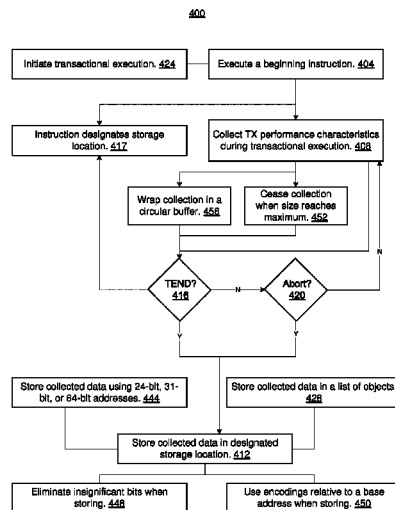 400
Initiate transactional execution. 424
Execute a beginning instruction. 404
Instruction designates storage
location. 417
Collect TX performance characteristics
during transactional execution.
408
Wrap collection in a
circular buffer. 456
Cease collection
when size reaches
maximum. 452
N
TEND?
416
N
Abort?
420
Y
Y
Store collected data using 24-bit, 31-
bit, or 64-bit addresses. 444
Store collected data in a list of objects.
428
Store collected data in designated
storage location. 412
Eliminate insignificant bits when
storing. 448
Use encodings relative to a base
address when storing. 450